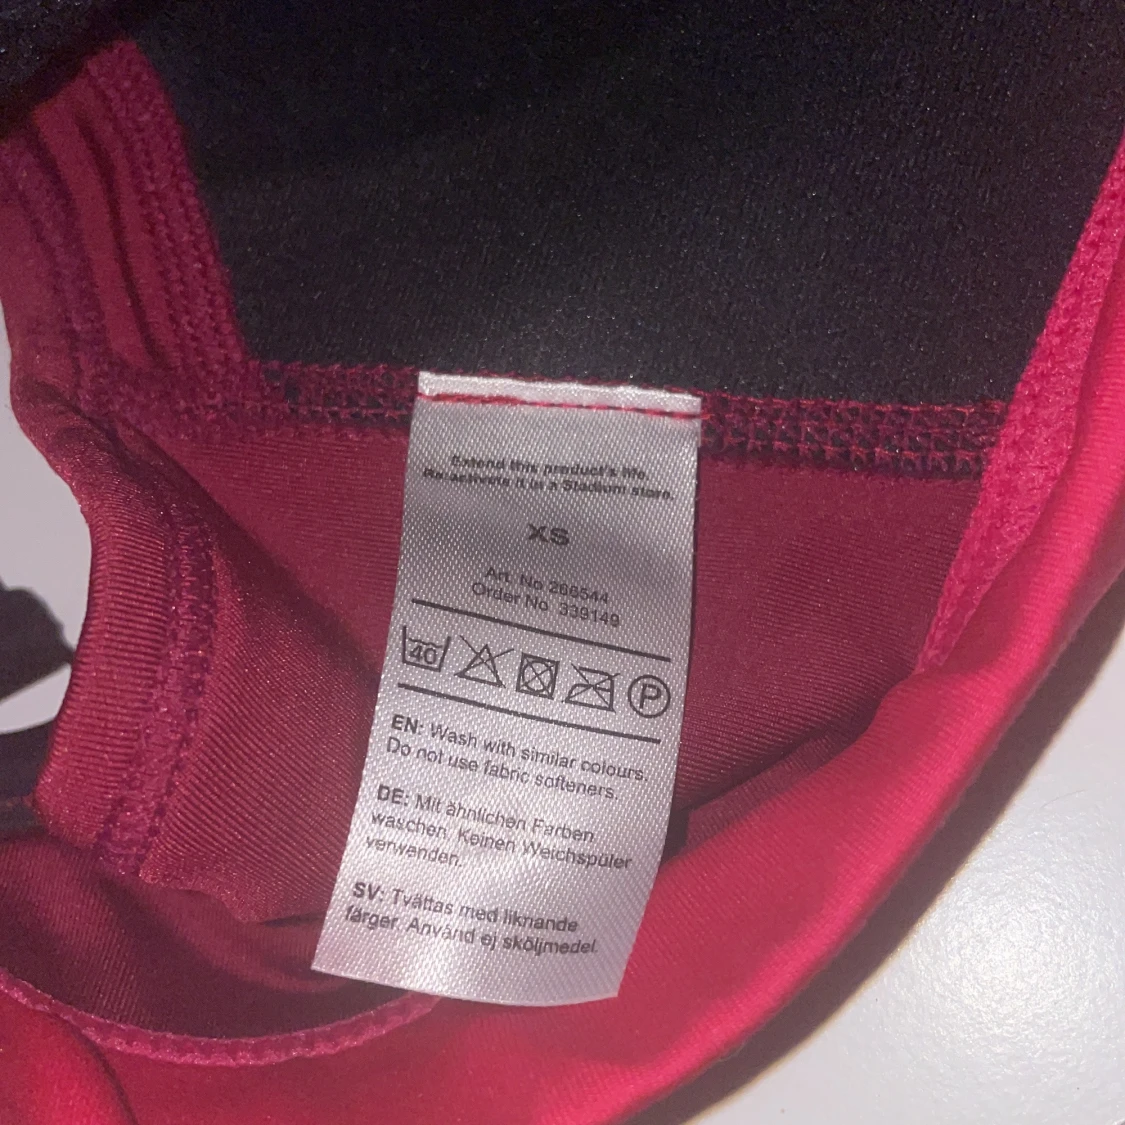 Extend this product's life.
Re-activate it in a Stadium store.
XS
Art. No 266544
Order No. 339149
40
P
EN: Wash with similar colours.
Do not use fabric softeners.
DE: Mit ähnlichen Farben
waschen. Keinen Weichspüler
verwenden.
SV: Tvättas med liknande
färger. Använd ej sköljmedel.